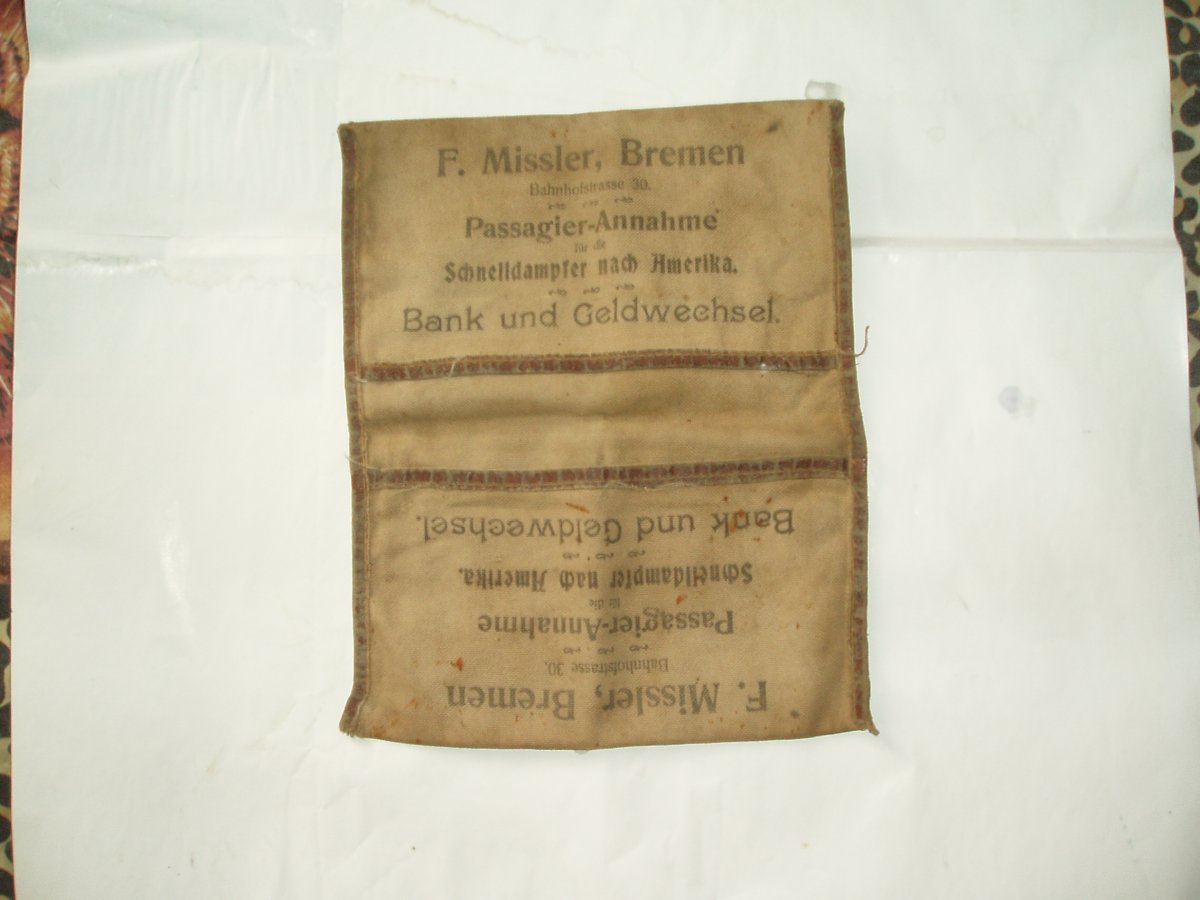 F. Missler, Bremen
Bahnhofstrasse 30.
Passagier-Annahme
für die
Schnelldampfer nach Amerika.
Bank und Geldwechsel.
F. Missler, Bremen
Bahnhofstrasse 30.
Passagier-Annahme
für die
Schnelldampfer nach Amerika.
Bank und Geldwechsel.